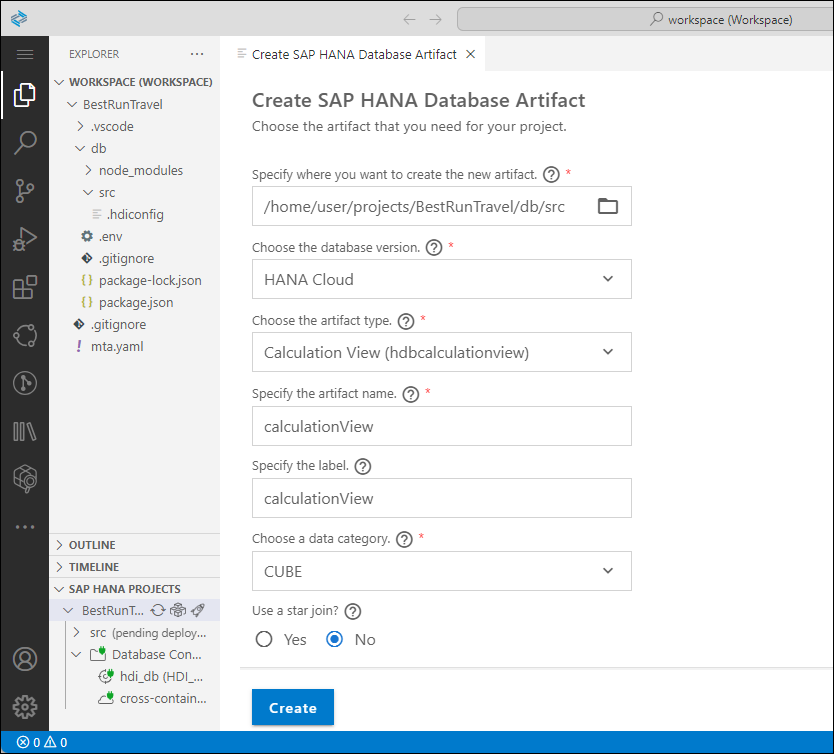 workspace (Workspace)
EXPLORER
WORKSPACE (WORKSPACE)
BestRunTravel
.vscode
db
node_modules
src
.hdiconfig
.env
.gitignore
package-lock.json
package.json
.gitignore
mta.yaml
OUTLINE
TIMELINE
SAP HANA PROJECTS
BestRunT...
src (pending deploy...
Database Con...
hdi_db (HDI_...
cross-contain...
Create SAP HANA Database Artifact
Create SAP HANA Database Artifact
Choose the artifact that you need for your project.
Specify where you want to create the new artifact. ? *
/home/user/projects/BestRunTravel/db/src
Choose the database version. ? *
HANA Cloud
Choose the artifact type. ? *
Calculation View (hdbcalculationview)
Specify the artifact name. ? *
calculationView
Specify the label. ?
calculationView
Choose a data category. ? *
CUBE
Use a star join? ?
Yes No
Create
0 0